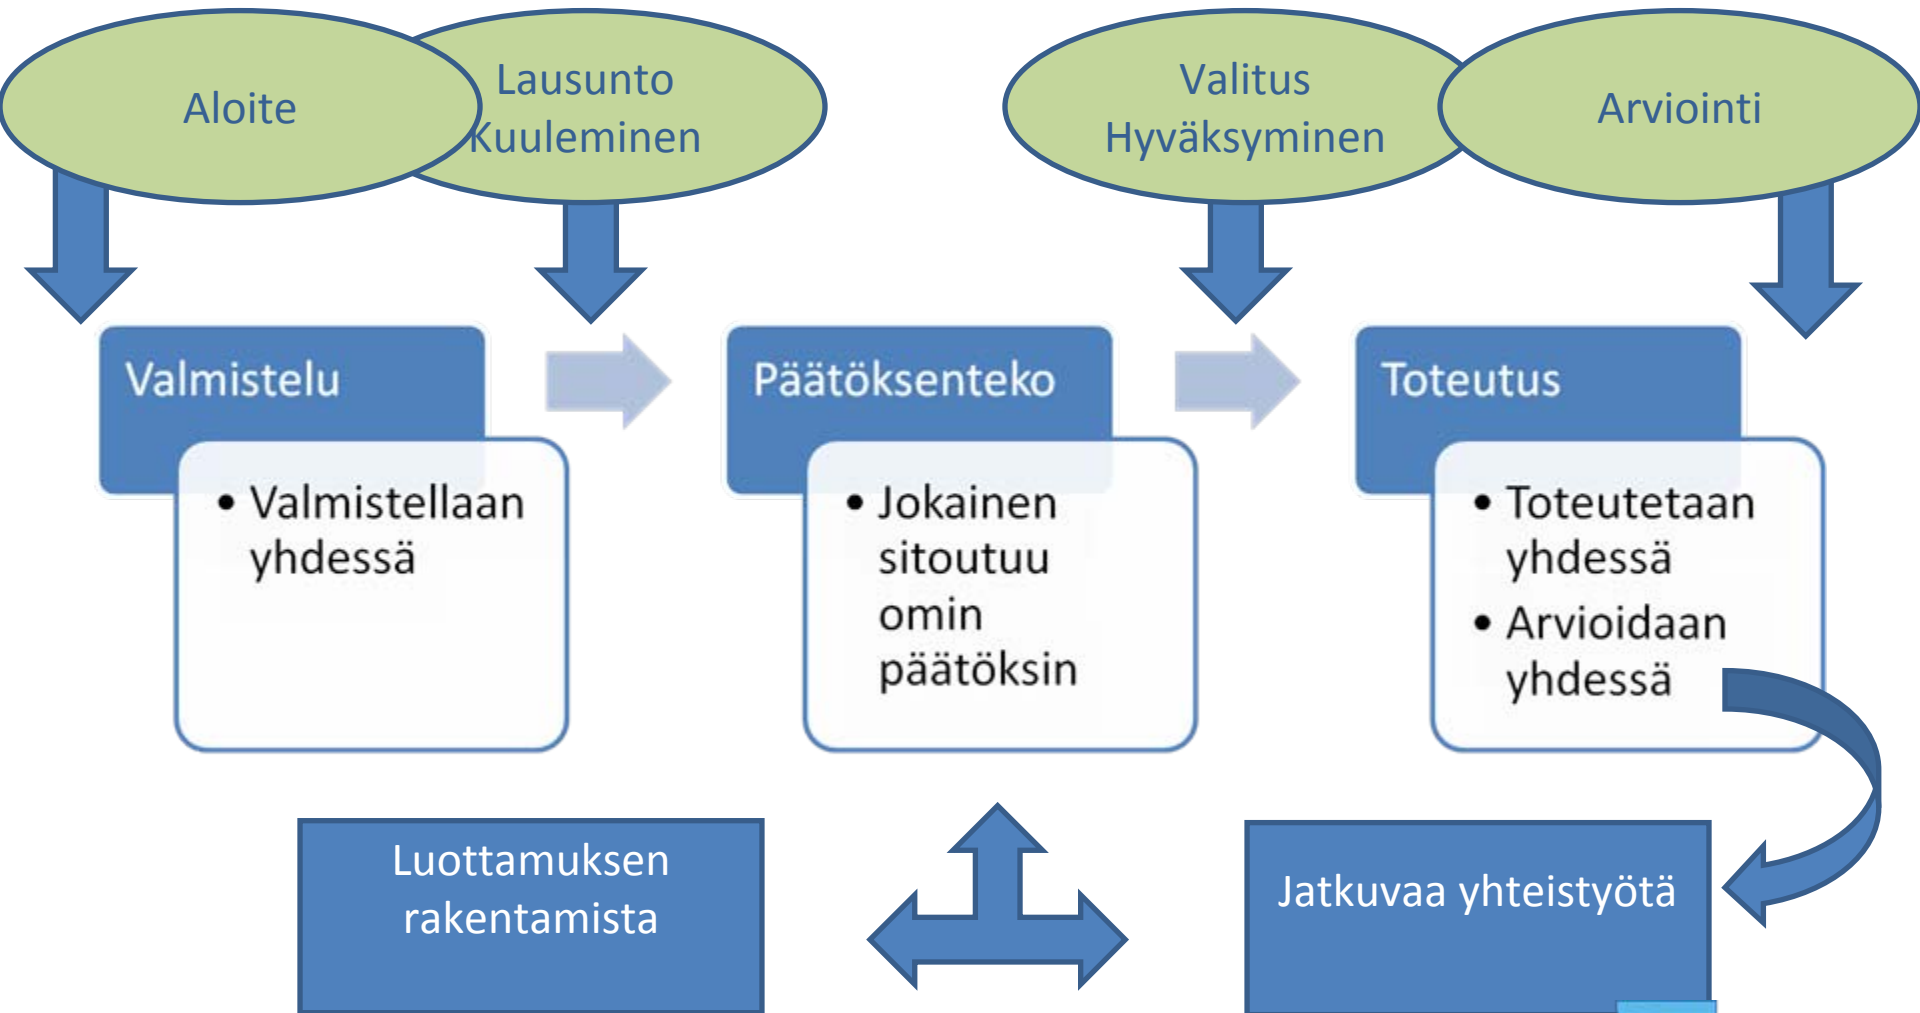 Aloite
Lausunto
Kuuleminen
Valitus
Hyväksyminen
Arviointi
Valmistelu
• Valmistellaan
yhdessä
Päätöksenteko
• Jokainen
sitoutuu
omin
päätöksin
Toteutus
• Toteutetaan
yhdessä
• Arvioidaan
yhdessä
Luottamuksen
rakentamista
Jatkuvaa yhteistyötä